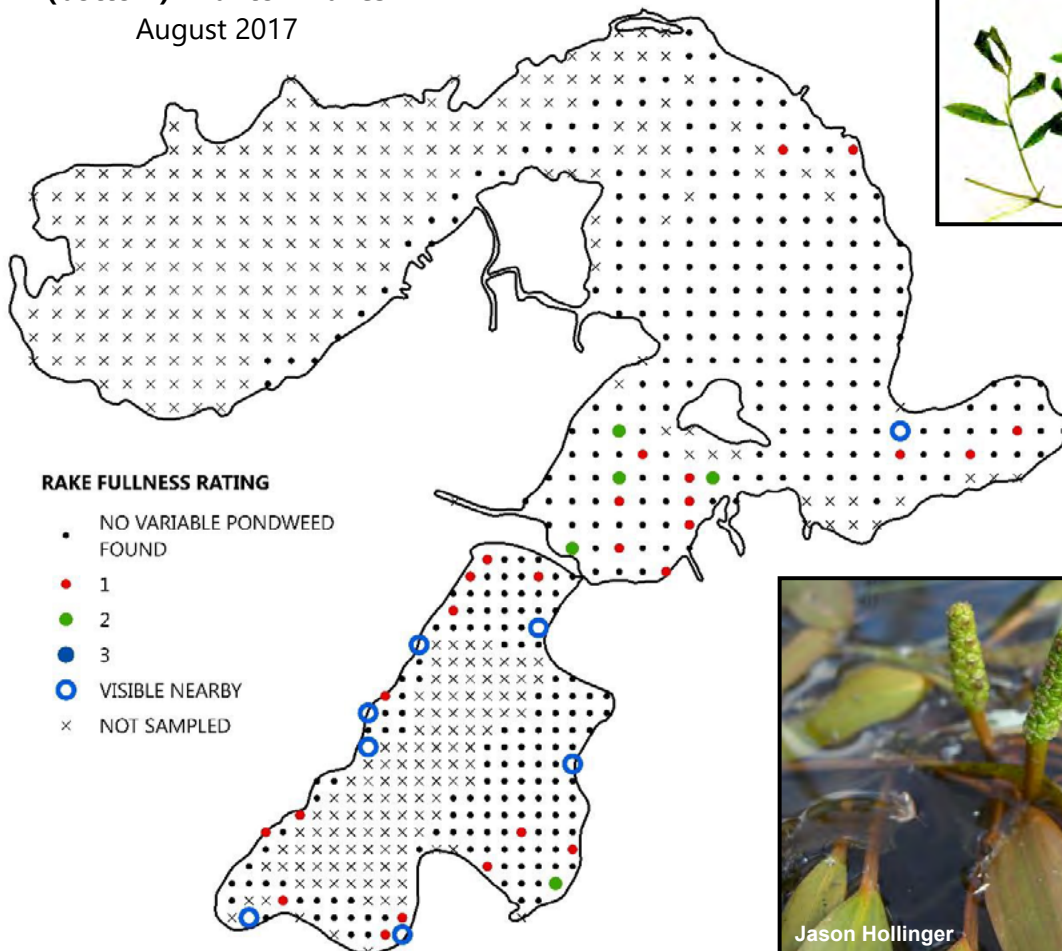 August 2017
RAKE FULLNESS RATING
NO VARIABLE PONDWEED
FOUND
1
2
3
VISIBLE NEARBY
NOT SAMPLED
Jason Hollinger